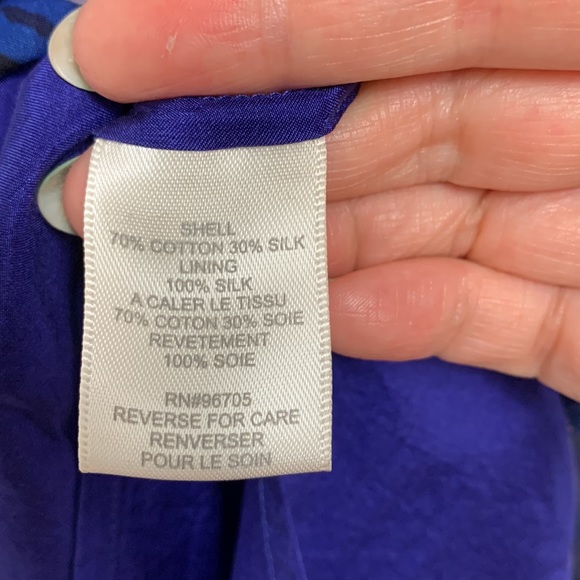 SHELL
70% COTTON 30% SILK
LINING
100% SILK
A CALER LE TISSU
70% COTON 30% SOIE
REVETEMENT
100% SOIE
RN#96705
REVERSE FOR CARE
RENVERSER
POUR LE SOIN